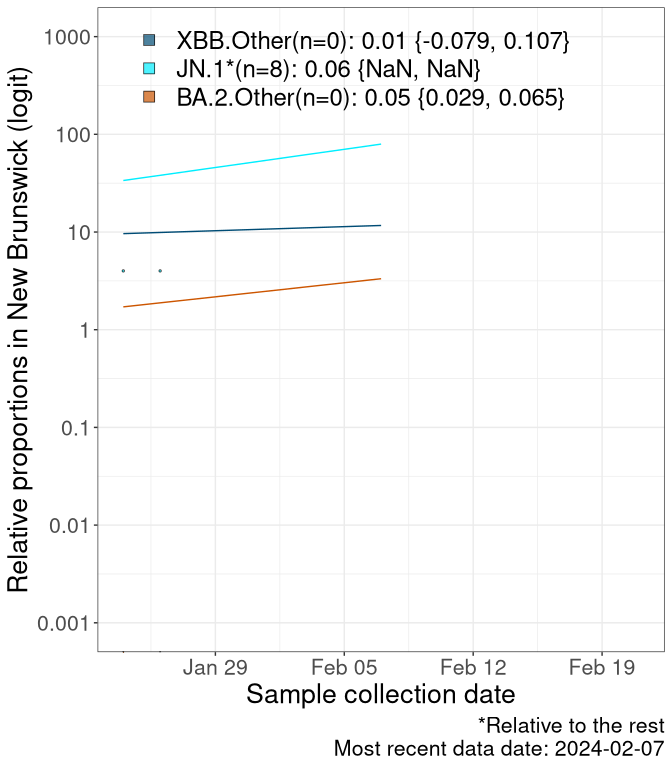 XBB.Other(n=0): 0.01 {-0.079, 0.107}
JN.1*(n=8): 0.06 {NaN, NaN}
BA.2.Other(n=0): 0.05 {0.029, 0.065}
Relative proportions in New Brunswick (logit)
1000
100
10
1
0.1
0.01
0.001
Jan 29
Feb 05
Feb 12
Feb 19
Sample collection date
*Relative to the rest
Most recent data date: 2024-02-07